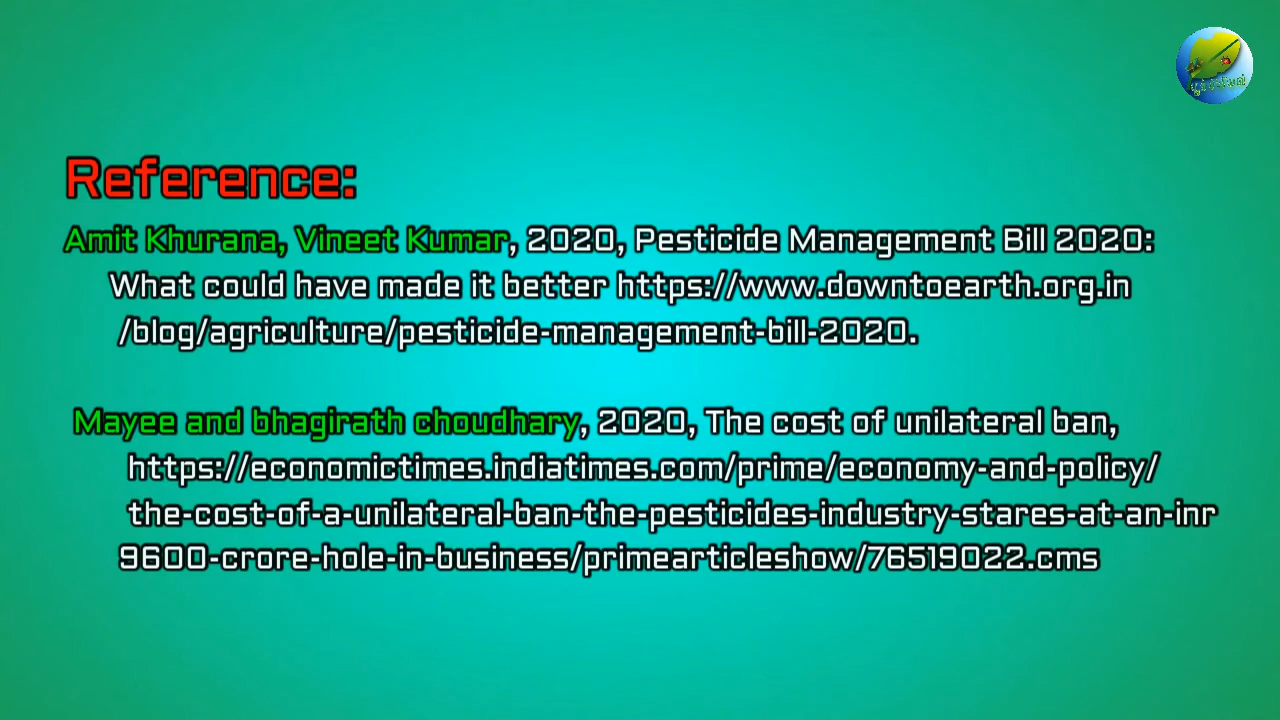 Reference:
Amit Khurana, Vineet Kumar, 2020, Pesticide Management Bill 2020:
What could have made it better https://www.downtoearth.org.in
/blog/agriculture/pesticide-management-bill-2020.
Mayee and bhagirath choudhary, 2020, The cost of unilateral ban,
https://economictimes.indiatimes.com/prime/economy-and-policy/
the-cost-of-a-unilateral-ban-the-pesticides-industry-stares-at-an-inr
9600-crore-hole-in-business/primearticleshow/76519022.cms